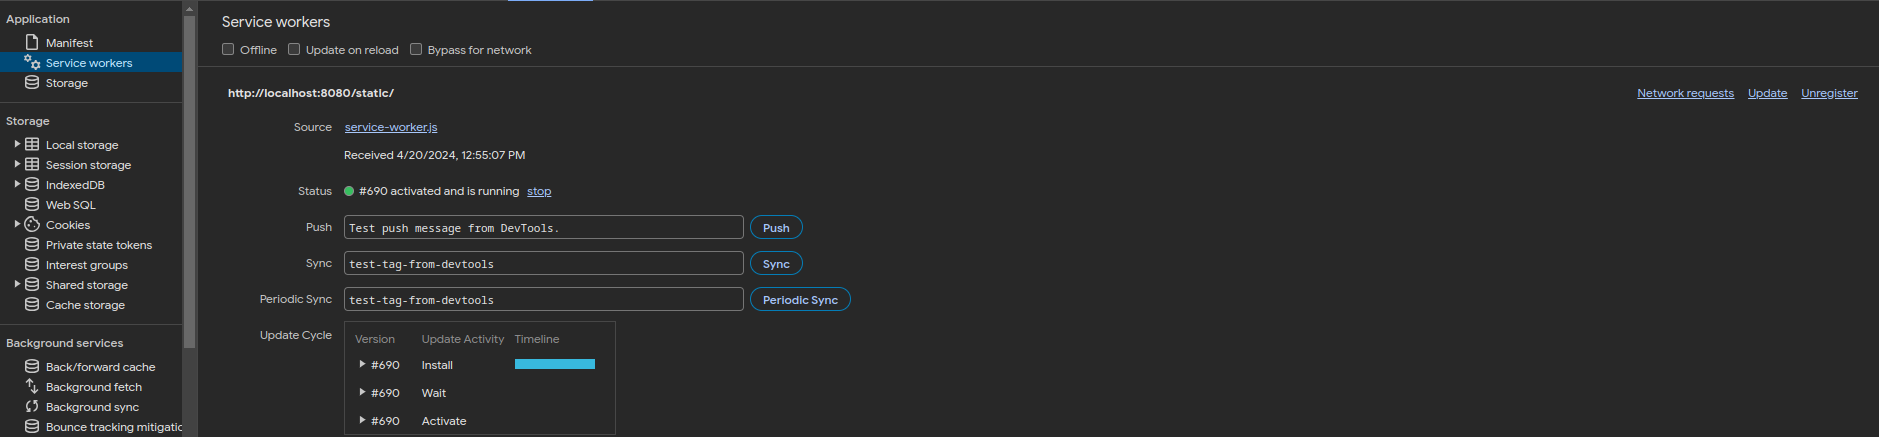 Application
Manifest
Service workers
Storage
Storage
Local storage
Session storage
IndexedDB
Web SQL
Cookies
Private state tokens
Interest groups
Shared storage
Cache storage
Background services
Back/forward cache
Background fetch
Background sync
Bounce tracking mitigatic
Service workers
Offline Update on reload Bypass for network
http://localhost:8080/static/ Network requests Update Unregister
Source service-worker.js
Received 4/20/2024, 12:55:07 PM
Status #690 activated and is running stop
Push Test push message from DevTools. Push
Sync test-tag-from-devtools Sync
Periodic Sync test-tag-from-devtools Periodic Sync
Update Cycle Version Update Activity Timeline
#690 Install
#690 Wait
#690 Activate